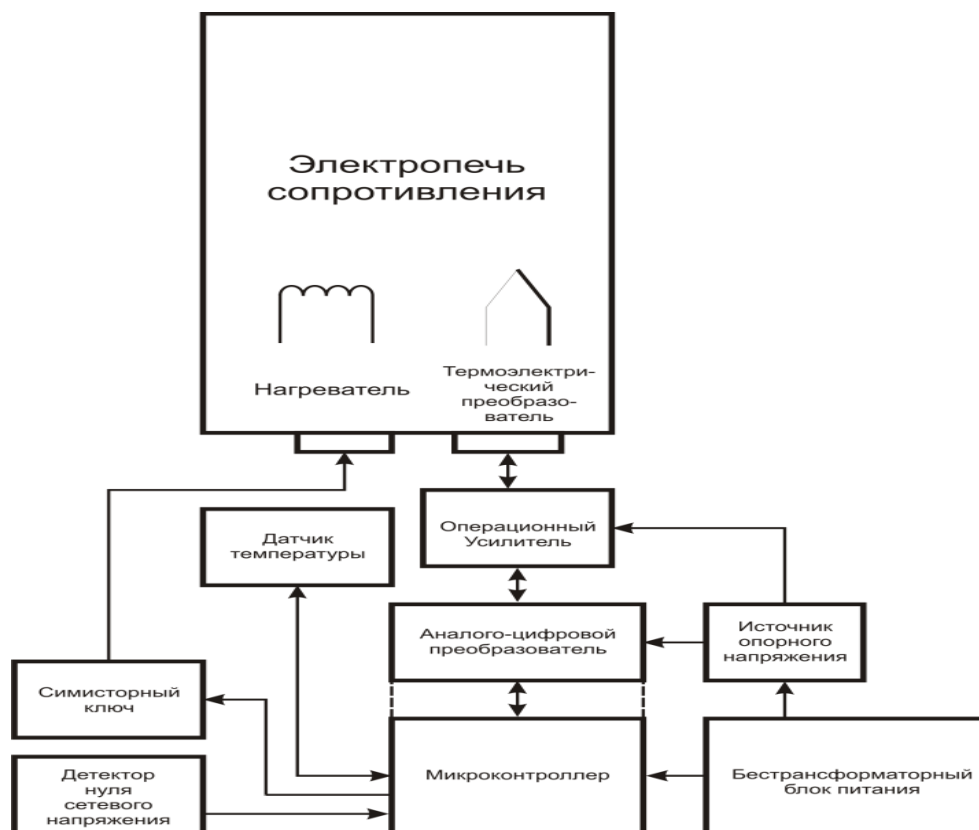 Электропечь
сопротивления
Нагреватель
Термоэлектри-
ческий
преобразо-
ватель
Операционный
Усилитель
Датчик
температуры
Аналого-цифровой
преобразователь
Источник
опорного
напряжения
Симисторный
ключ
Микроконтроллер
Бестрансформаторный
блок питания
Детектор
нуля
сетевого
напряжения